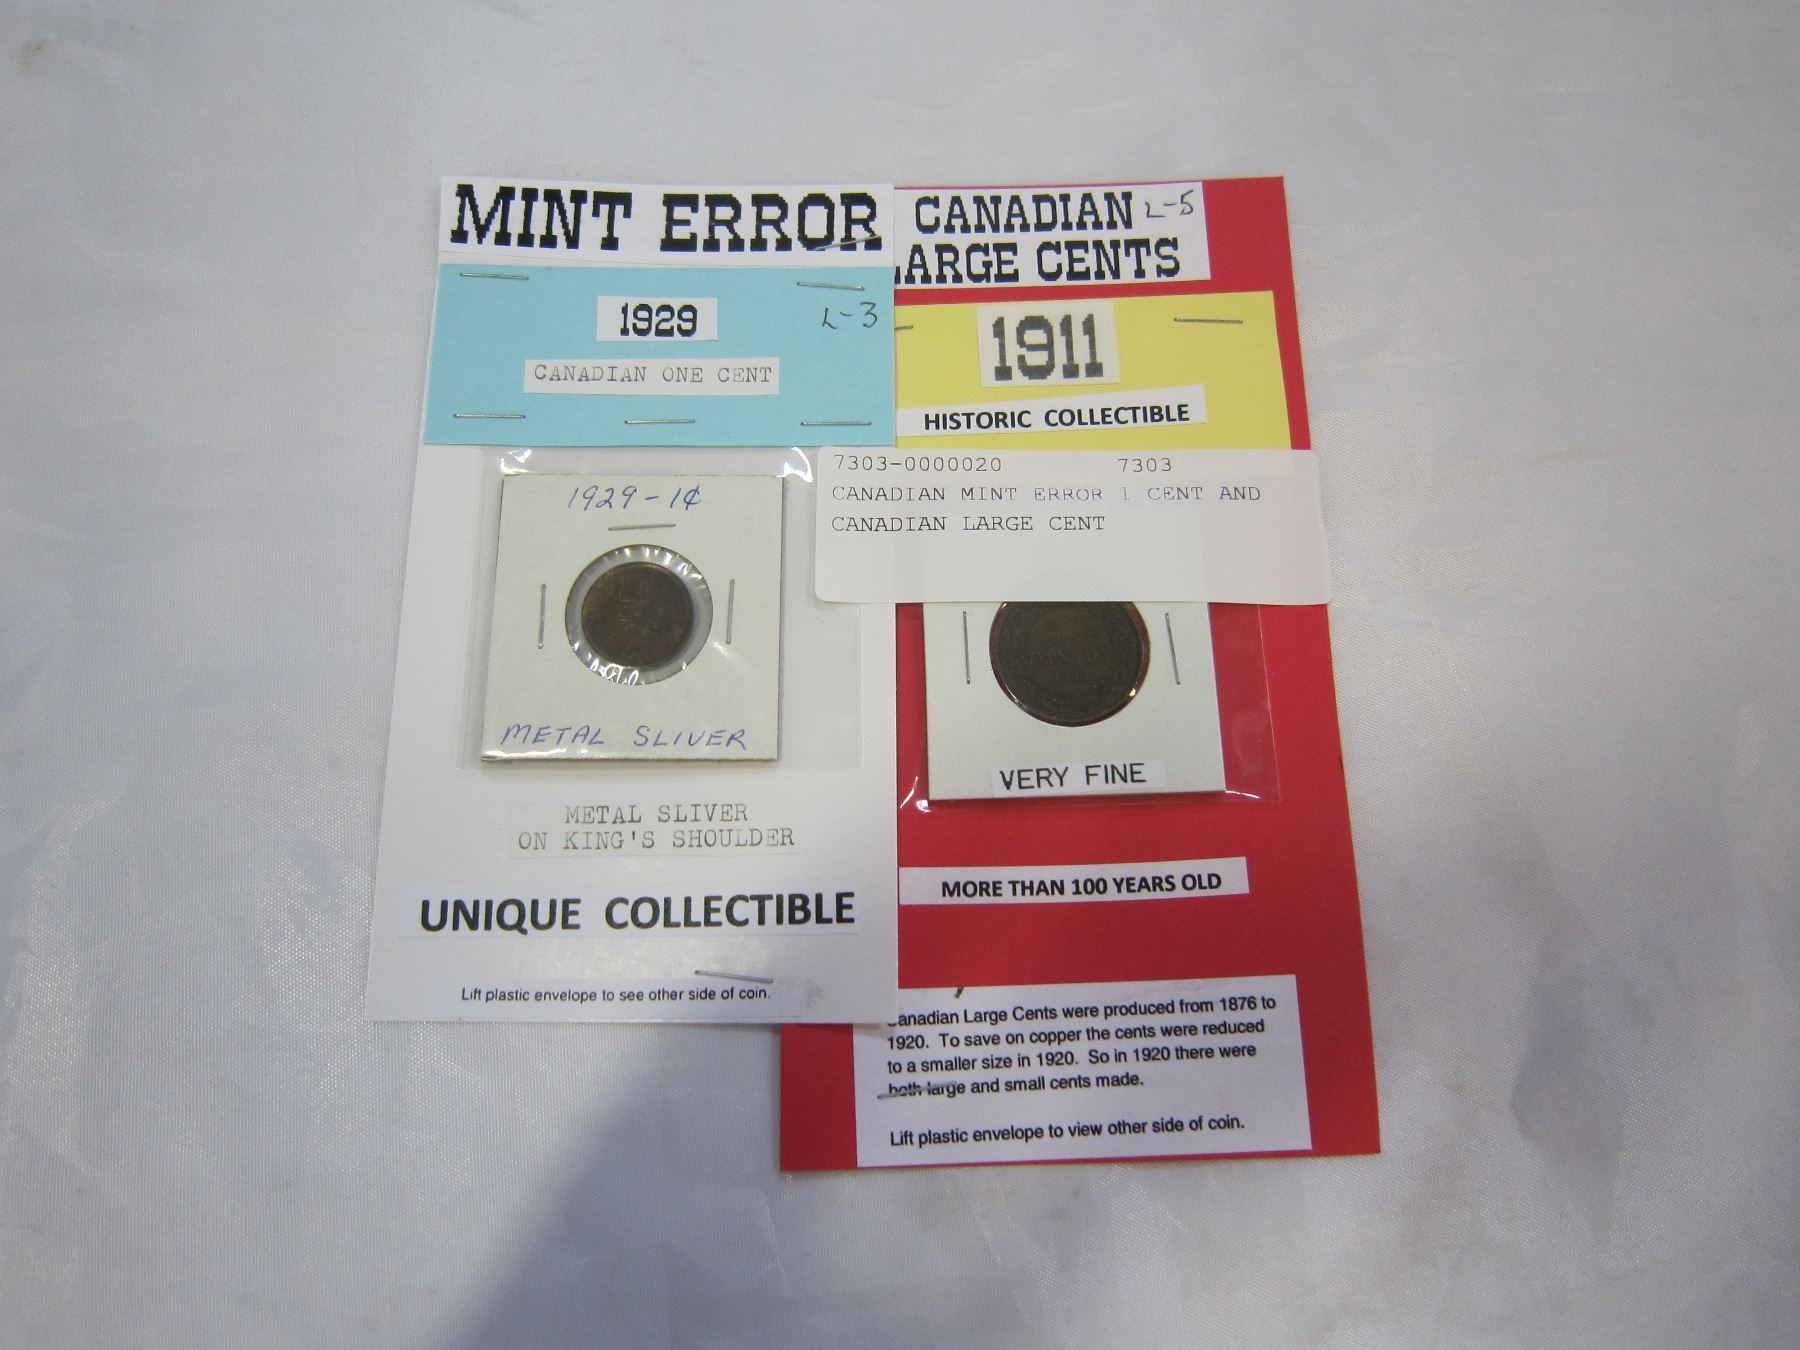 MINT ERROR
1929
L-3
CANADIAN ONE CENT
1929-1¢
METAL SLIVER
METAL SLIVER
ON KING'S SHOULDER
UNIQUE COLLECTIBLE
Lift plastic envelope to see other side of coin.
CANADIAN L-5
LARGE CENTS
1911
HISTORIC COLLECTIBLE
7303-0000020 7303
CANADIAN MINT ERROR 1 CENT AND
CANADIAN LARGE CENT
CANADA
VERY FINE
MORE THAN 100 YEARS OLD
Canadian Large Cents were produced from 1876 to
1920. To save on copper the cents were reduced
to a smaller size in 1920. So in 1920 there were
both large and small cents made.
Lift plastic envelope to view other side of coin.